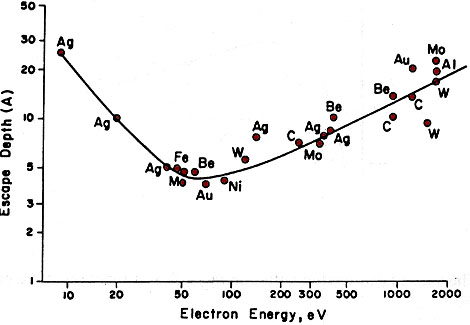 50
30
20
10
5
3
2
1
Escape Depth (A)
Ag
Ag
Ag
Fe
Mo
Be
Au
Ni
W
Ag
C
Ag
Mo
Be
Ag
Be
C
Au
C
Mo
Al
W
W
10 20 50 100 200 300 500 1000 2000
Electron Energy, eV